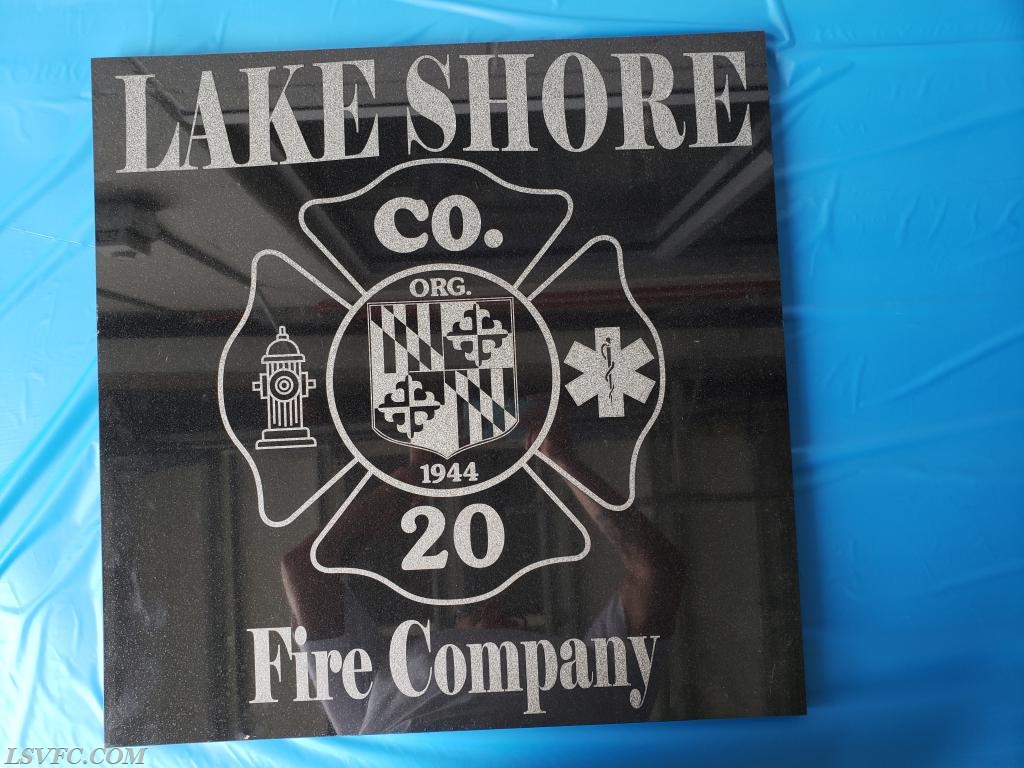 LAKE SHORE
CO.
ORG.
1944
20
Fire Company
LSVFC.COM